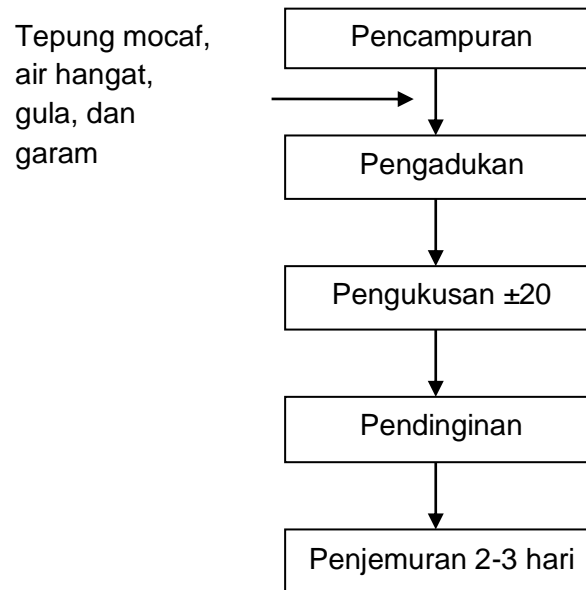 Tepung mocaf,
air hangat,
gula, dan
garam
Pencampuran
Pengadukan
Pengukusan ±20
Pendinginan
Penjemuran 2-3 hari